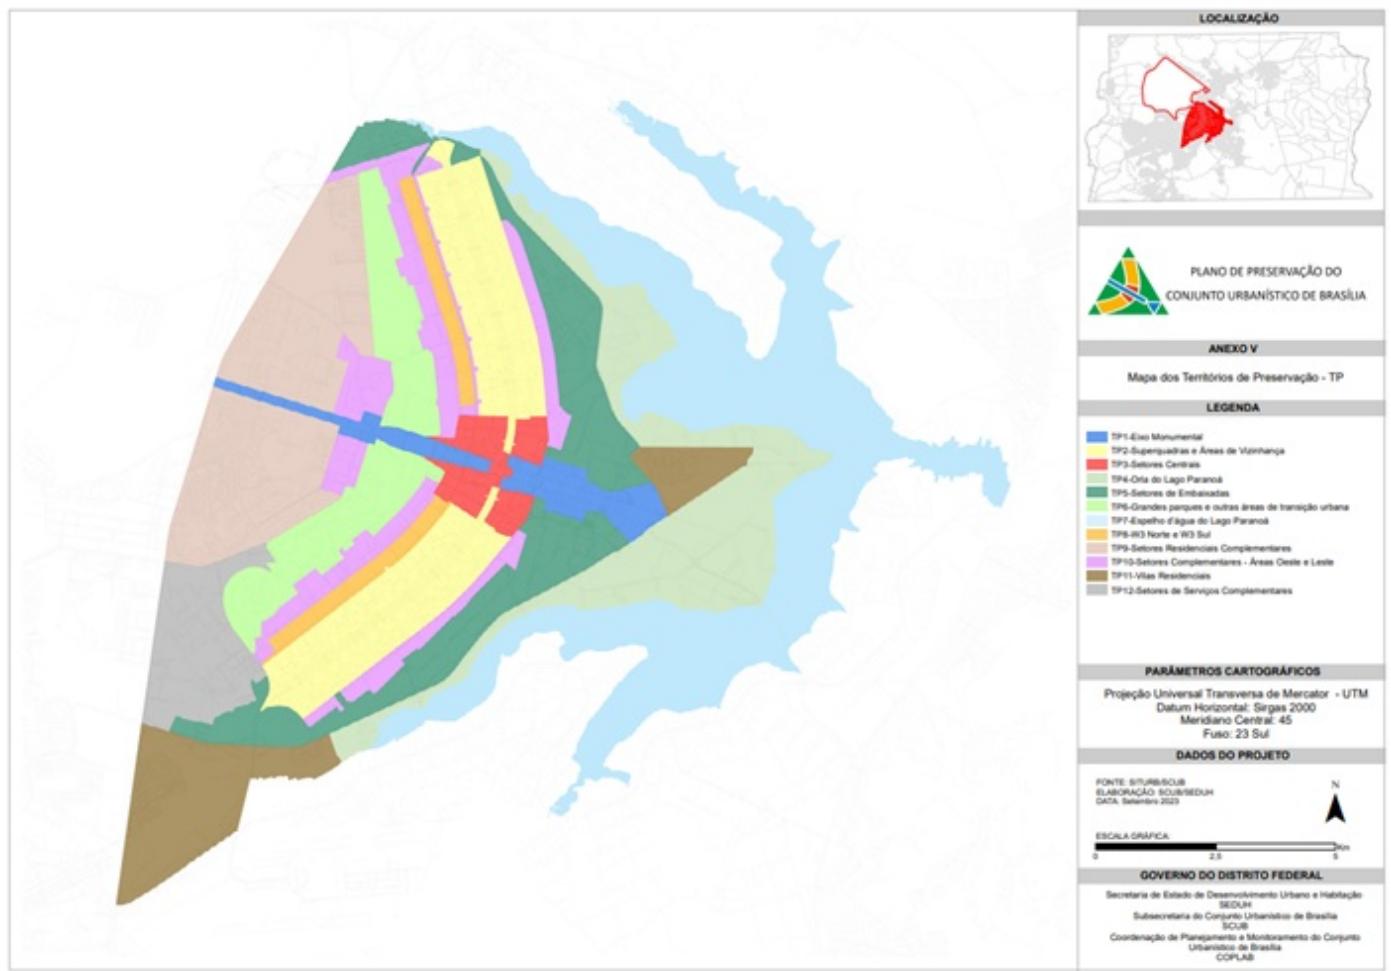 LOCALIZAÇÃO
PLANO DE PRESERVAÇÃO DO
CONJUNTO URBANÍSTICO DE BRASÍLIA
ANEXO V
Mapa dos Territórios de Preservação - TP
LEGENDA
TP1-Eixo Monumental
TP2-Superquadras e Áreas de Vizinhança
TP3-Setores Centrais
TP4-Orla do Lago Paranoá
TP5-Setores de Embaixadas
TP6-Grandes parques e outras áreas de transição urbana
TP7-Espelho d'água do Lago Paranoá
TP8-W3 Norte e W3 Sul
TP9-Setores Residenciais Complementares
TP10-Setores Complementares - Áreas Oeste e Leste
TP11-Vilas Residenciais
TP12-Setores de Serviços Complementares
PARÂMETROS CARTOGRÁFICOS
Projeção Universal Transversa de Mercator - UTM
Datum Horizontal: Sirgas 2000
Meridiano Central: 45
Fuso: 23 Sul
DADOS DO PROJETO
FONTE: SITURB/SCUB
ELABORAÇÃO: SCUB/SEDUH
DATA: Setembro 2023
N
ESCALA GRÁFICA:
Km
0 2,5 5
GOVERNO DO DISTRITO FEDERAL
Secretaria de Estado de Desenvolvimento Urbano e Habitação
SEDUH
Subsecretaria do Conjunto Urbanístico de Brasília
SCUB
Coordenação de Planejamento e Monitoramento do Conjunto
Urbanístico de Brasília
COPLAB